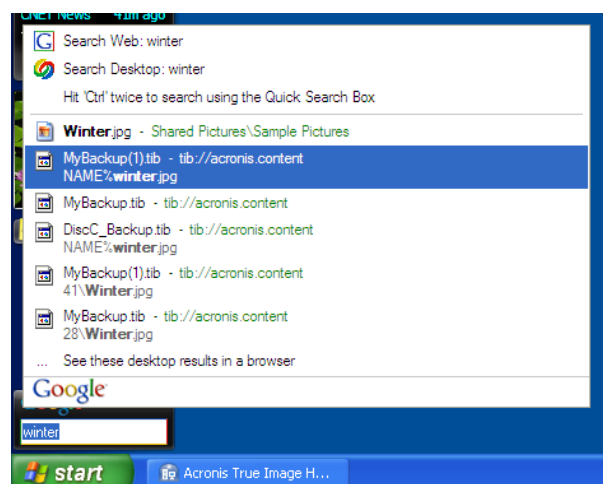 CNET News 41m ago
Search Web: winter
Search Desktop: winter
Hit 'Ctrl' twice to search using the Quick Search Box
Winter.jpg - Shared Pictures\Sample Pictures
MyBackup(1).tib - tib://acronis.content
NAME%winter.jpg
MyBackup.tib - tib://acronis.content
DiscC_Backup.tib - tib://acronis.content
NAME%winter.jpg
MyBackup(1).tib - tib://acronis.content
41\Winter.jpg
MyBackup.tib - tib://acronis.content
28\Winter.jpg
... See these desktop results in a browser
Google
winter
start Acronis True Image H...